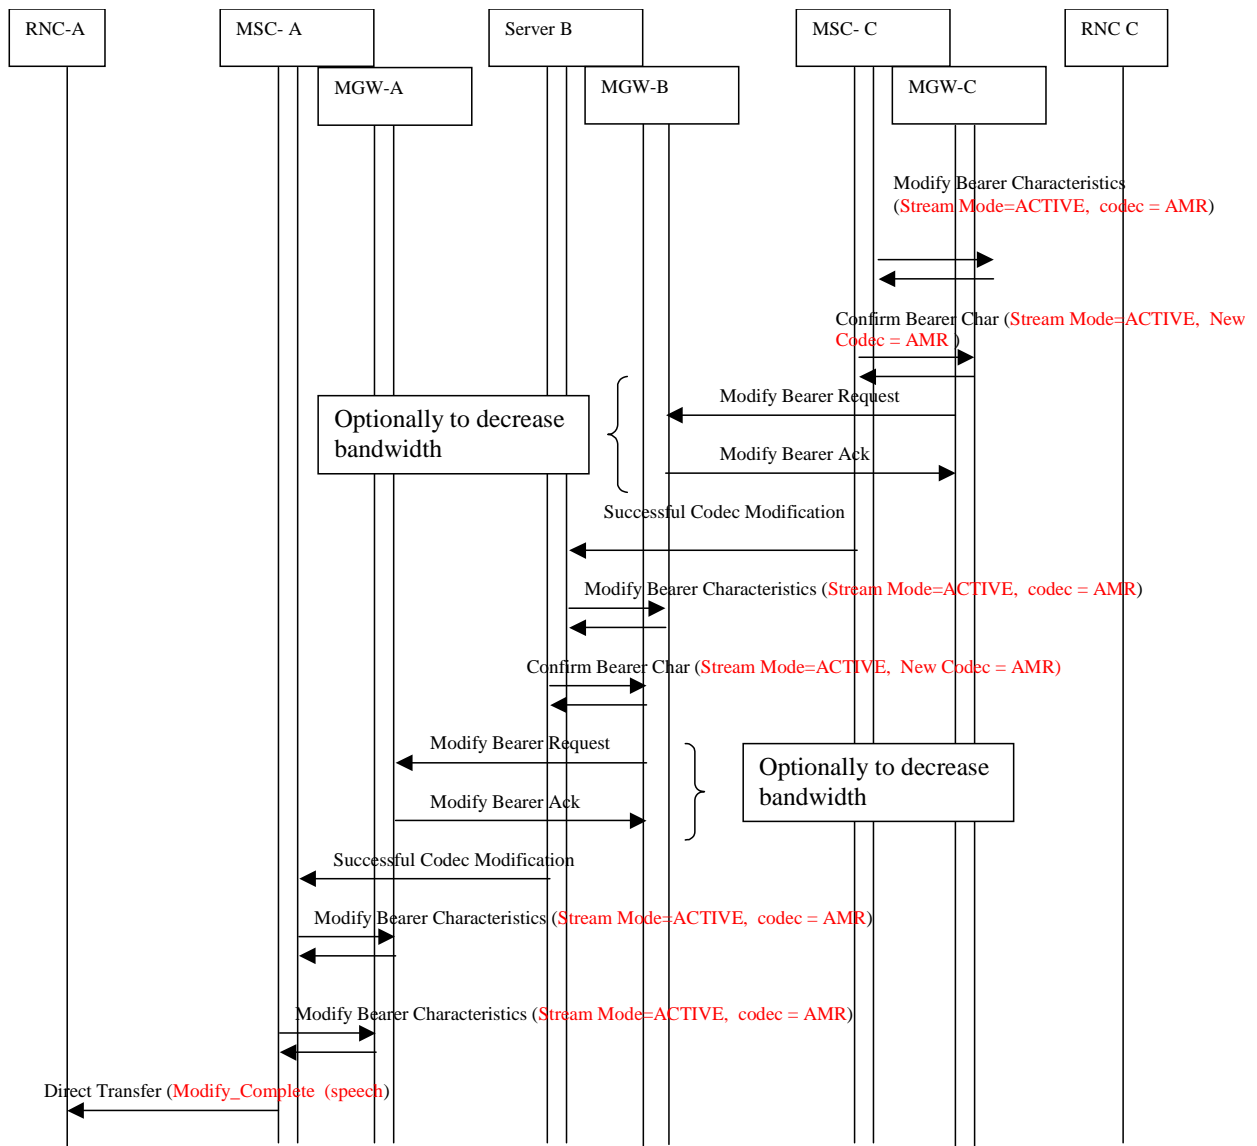 RNC-A
MSC- A
Server B
MSC- C
RNC C
MGW-A
MGW-B
MGW-C
Modify Bearer Characteristics
(Stream Mode=ACTIVE,  codec = AMR)
Confirm Bearer Char (Stream Mode=ACTIVE,  New
Codec = AMR )
Modify Bearer Request
Optionally to decrease
bandwidth
Modify Bearer Ack
Successful Codec Modification
Modify Bearer Characteristics (Stream Mode=ACTIVE,  codec = AMR)
Confirm Bearer Char (Stream Mode=ACTIVE,  New Codec = AMR)
Modify Bearer Request
Optionally to decrease
bandwidth
Modify Bearer Ack
Successful Codec Modification
Modify Bearer Characteristics (Stream Mode=ACTIVE,  codec = AMR)
Modify Bearer Characteristics (Stream Mode=ACTIVE,  codec = AMR)
Direct Transfer (Modify_Complete  (speech)